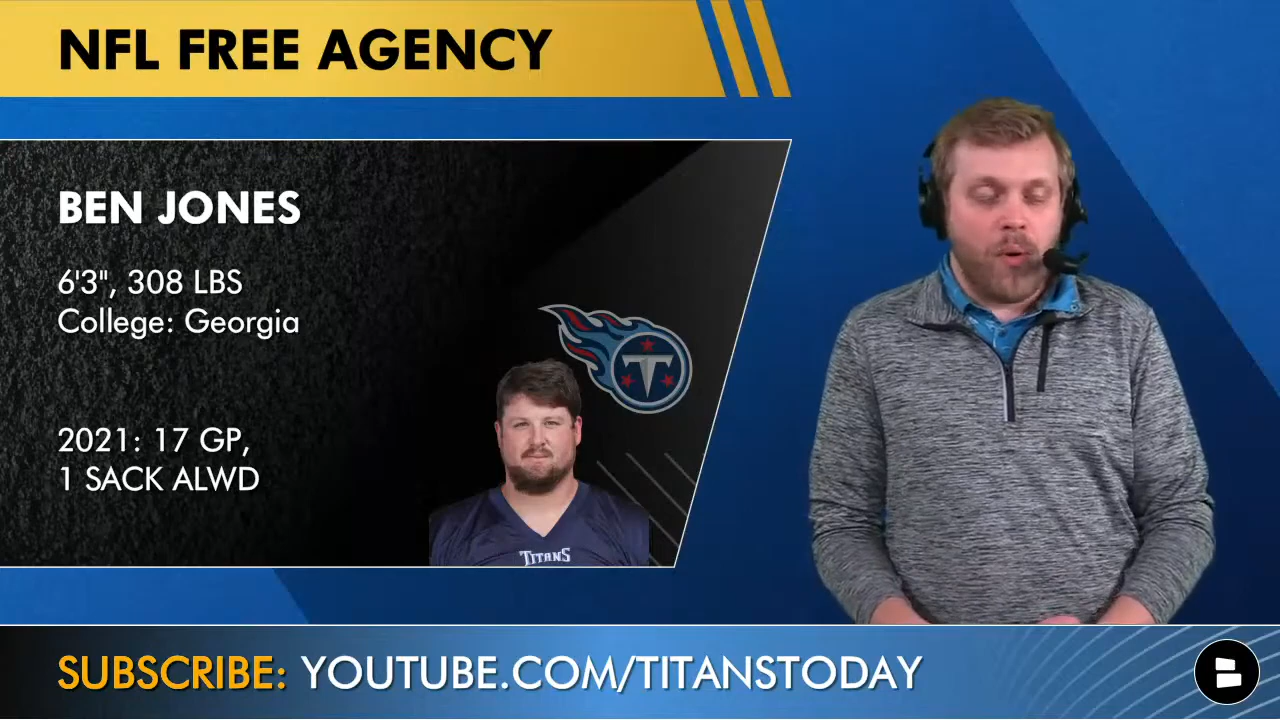 NFL FREE AGENCY
BEN JONES
6'3", 308 LBS
College: Georgia
2021: 17 GP,
1 SACK ALWD
T
TITANS
SUBSCRIBE: YOUTUBE.COM/TITANSTODAY